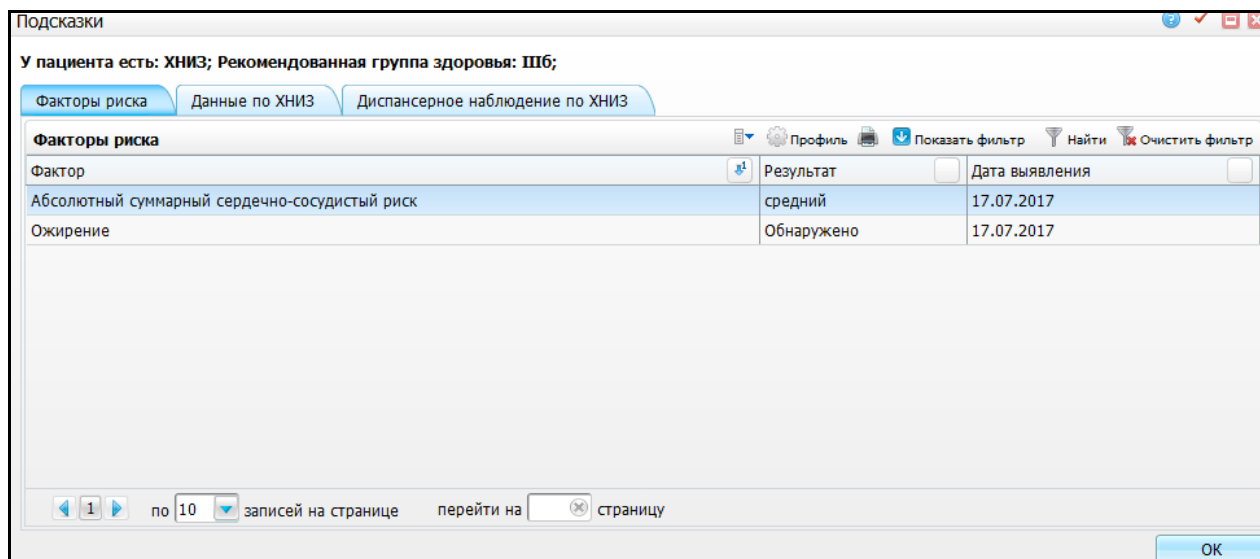 Подсказки
У пациента есть: ХНИЗ; Рекомендованная группа здоровья: IIIб;
Факторы риска Данные по ХНИЗ Диспансерное наблюдение по ХНИЗ
Факторы риска Профиль Показать фильтр Найти Очистить фильтр
Фактор 1 Результат Дата выявления
Абсолютный суммарный сердечно-сосудистый риск средний 17.07.2017
Ожирение Обнаружено 17.07.2017
1 по 10 записей на странице перейти на страницу
ОК